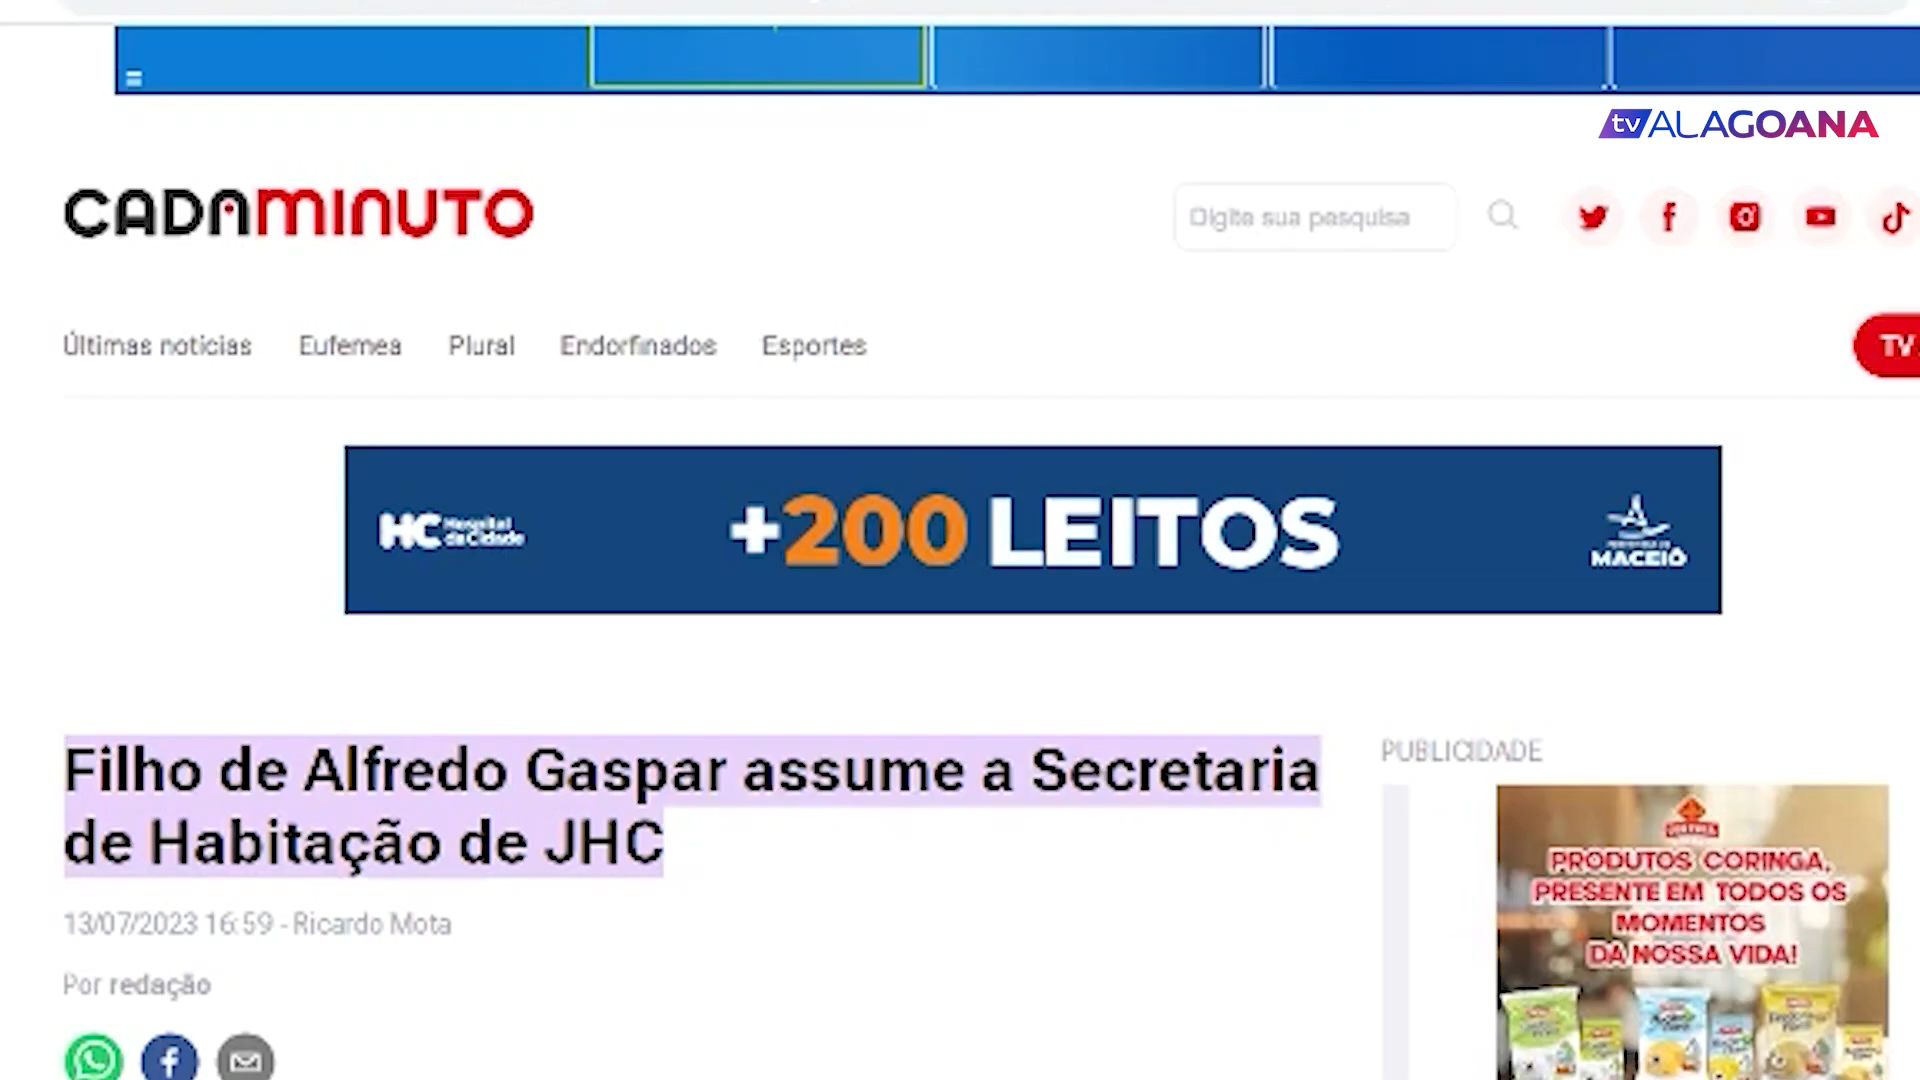 tv ALAGOANA
CADAMINUTO
Digite sua pesquisa
Últimas notícias Eufemea Plural Endorfinados Esportes
TV
HC Hospital da Cidade
+200 LEITOS
MACEIÓ
Filho de Alfredo Gaspar assume a Secretaria
de Habitação de JHC
PUBLICIDADE
13/07/2023 16:59 - Ricardo Mota
Por redação
PRODUTOS CORINGA,
PRESENTE EM TODOS OS
MOMENTOS
DA NOSSA VIDA!